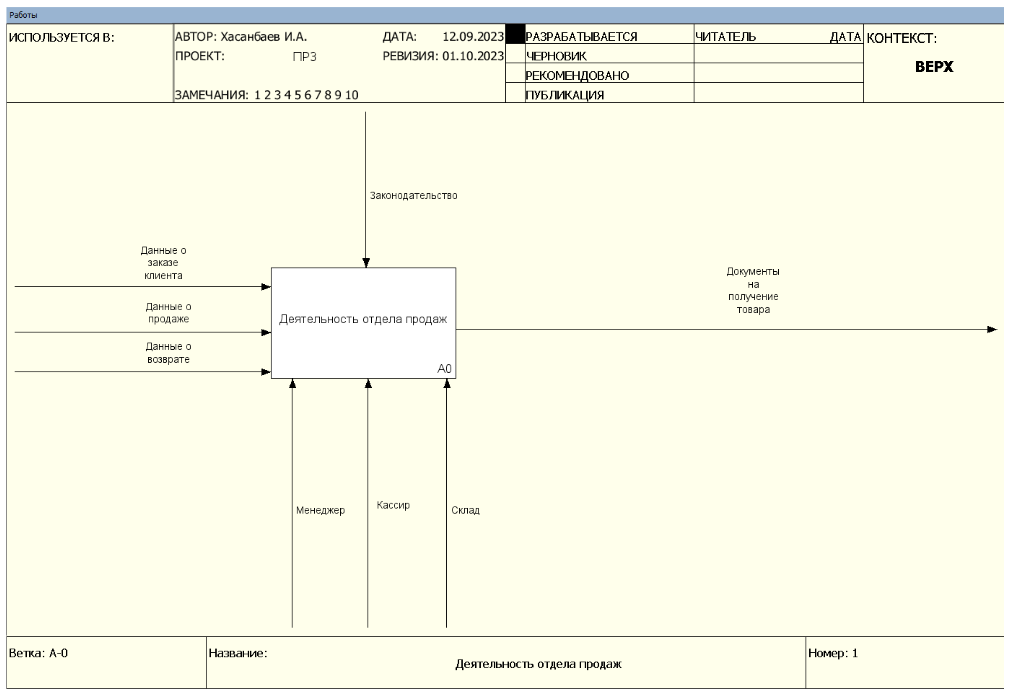 Работы
ИСПОЛЬЗУЕТСЯ В:
АВТОР: Хасанбаев И.А.
ДАТА: 12.09.2023
ПРОЕКТ: ПР3
РЕВИЗИЯ: 01.10.2023
ЗАМЕЧАНИЯ: 1 2 3 4 5 6 7 8 9 10
РАЗРАБАТЫВАЕТСЯ
ЧЕРНОВИК
РЕКОМЕНДОВАНО
ПУБЛИКАЦИЯ
ЧИТАТЕЛЬ ДАТА
КОНТЕКСТ:
ВЕРХ
Законодательство
Данные о
заказе
клиента
Данные о
продаже
Данные о
возврате
Деятельность отдела продаж
A0
Документы
на
получение
товара
Менеджер
Кассир
Склад
Ветка: A-0
Название:
Деятельность отдела продаж
Номер: 1